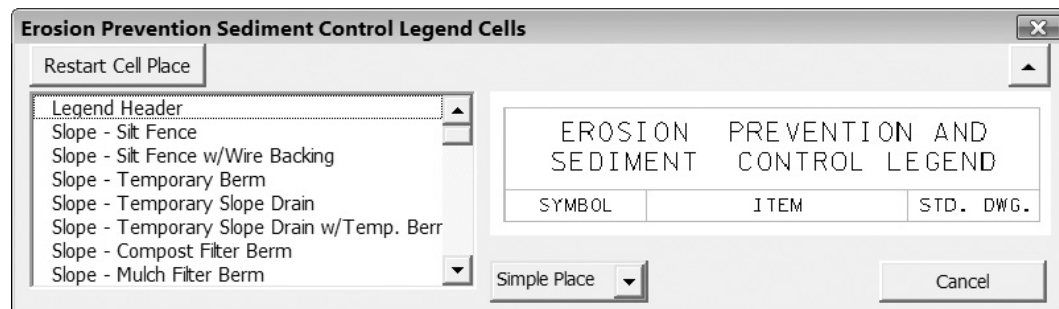 Erosion Prevention Sediment Control Legend Cells
Restart Cell Place
Legend Header
Slope - Silt Fence
Slope - Silt Fence w/Wire Backing
Slope - Temporary Berm
Slope - Temporary Slope Drain
Slope - Temporary Slope Drain w/Temp. Berr
Slope - Compost Filter Berm
Slope - Mulch Filter Berm
EROSION PREVENTION AND
SEDIMENT CONTROL LEGEND
SYMBOL ITEM STD. DWG.
Simple Place
Cancel